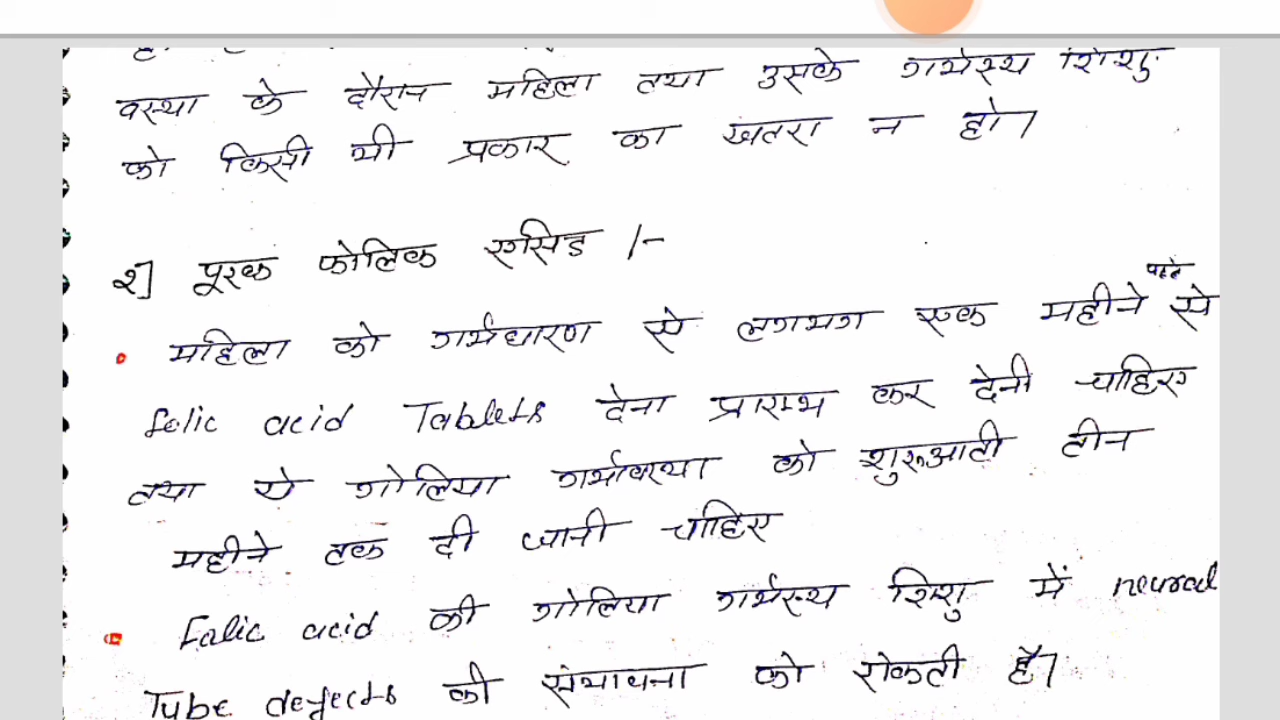 वस्था के दौरान महिला तथा उसके गर्भस्थ शिशु
को किसी भी प्रकार का खतरा न हो।
२] पूरक फोलिक एसिड /-
• महिला को गर्भधारण से लगभग एक महीने पहले से
folic acid Tablets देना प्रारम्भ कर देनी चाहिए
तथा ये गोलिया गर्भावस्था को शुरुआती तीन
महीने तक दी जानी चाहिए
folic acid की गोलिया गर्भस्थ शिशु में neural
Tube defects की संभावना को रोकती है।